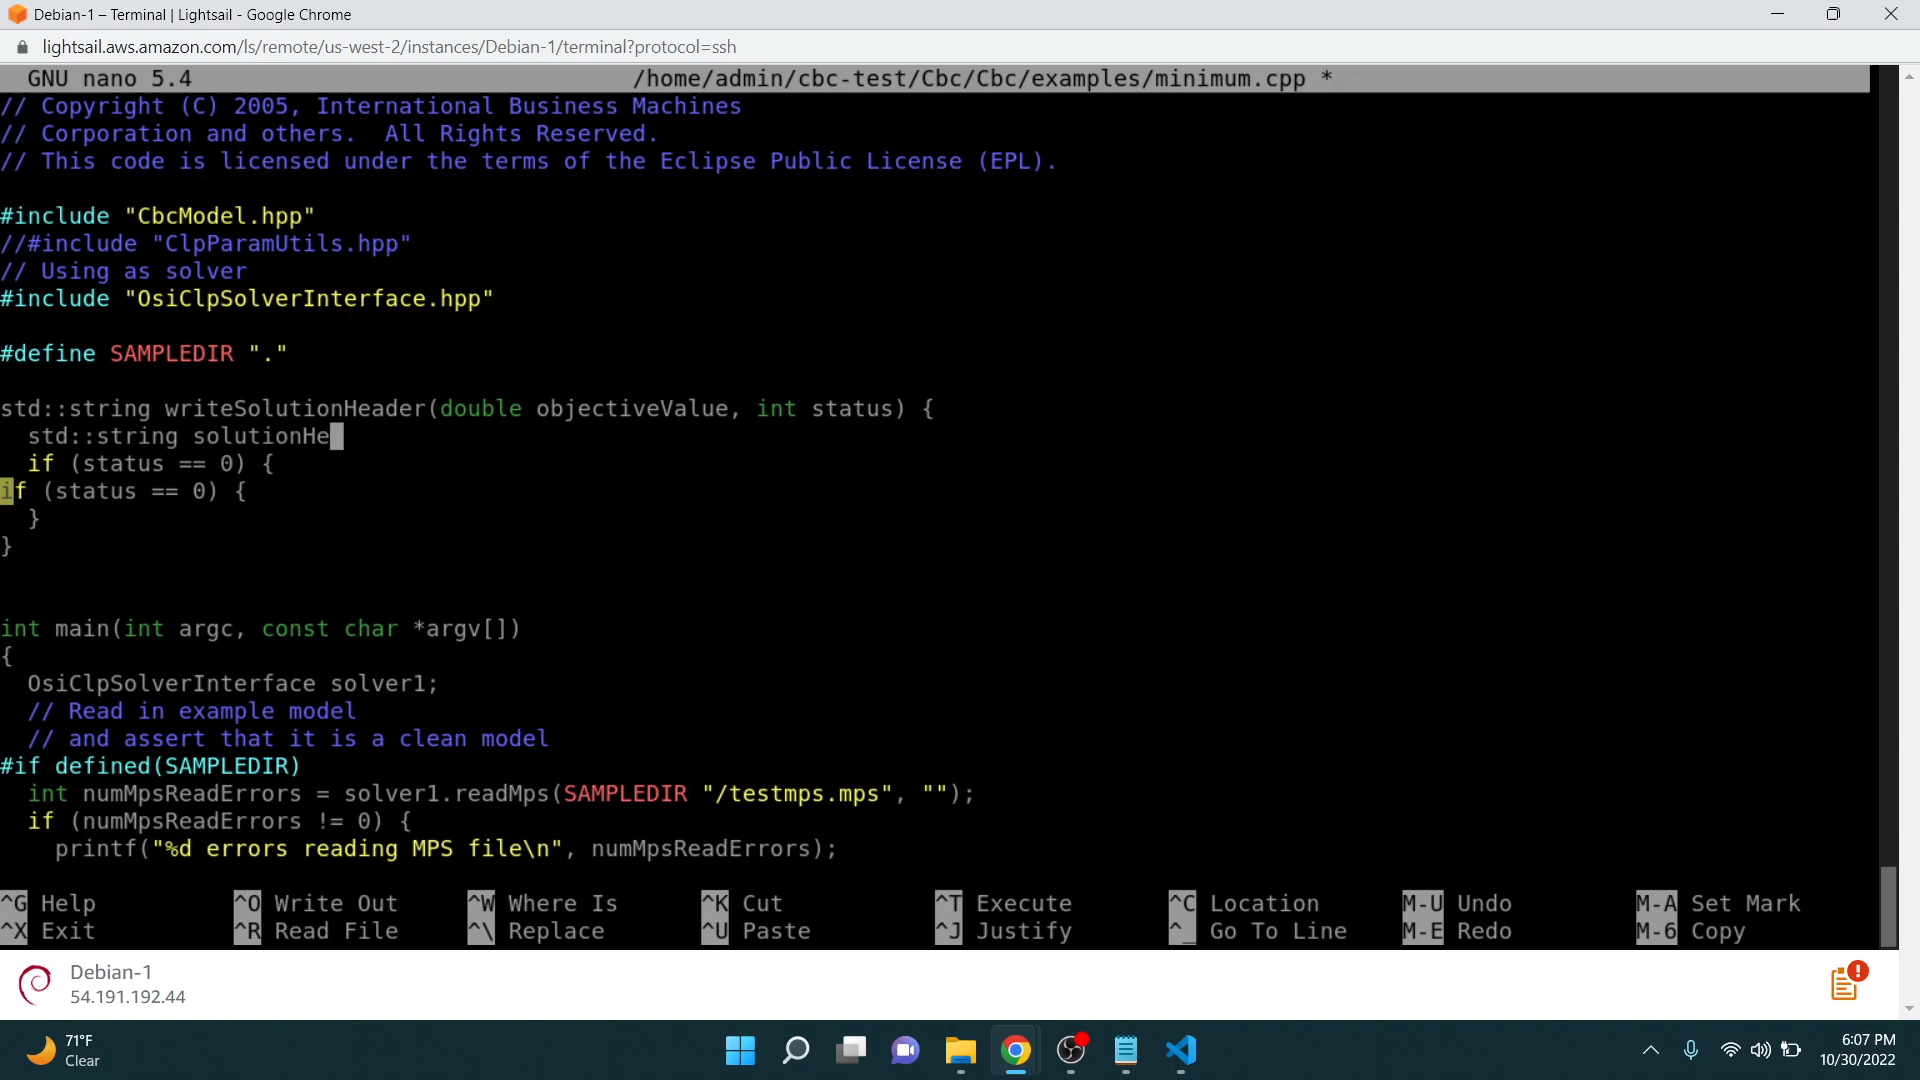 Debian-1 – Terminal | Lightsail - Google Chrome
lightsail.aws.amazon.com/ls/remote/us-west-2/instances/Debian-1/terminal?protocol=ssh
GNU nano 5.4 /home/admin/cbc-test/Cbc/Cbc/examples/minimum.cpp *
// Copyright (C) 2005, International Business Machines
// Corporation and others.  All Rights Reserved.
// This code is licensed under the terms of the Eclipse Public License (EPL).
#include "CbcModel.hpp"
//#include "ClpParamUtils.hpp"
// Using as solver
#include "OsiClpSolverInterface.hpp"
#define SAMPLEDIR "."
std::string writeSolutionHeader(double objectiveValue, int status) {
  std::string solutionHe
  if (status == 0) {
if (status == 0) {
  }
}
int main(int argc, const char *argv[])
{
  OsiClpSolverInterface solver1;
  // Read in example model
  // and assert that it is a clean model
#if defined(SAMPLEDIR)
  int numMpsReadErrors = solver1.readMps(SAMPLEDIR "/testmps.mps", "");
  if (numMpsReadErrors != 0) {
    printf("%d errors reading MPS file\n", numMpsReadErrors);
^G Help ^O Write Out ^W Where Is ^K Cut ^T Execute ^C Location M-U Undo M-A Set Mark
^X Exit ^R Read File ^\ Replace ^U Paste ^J Justify ^_ Go To Line M-E Redo M-6 Copy
Debian-1
54.191.192.44
71°F
Clear
6:07 PM
10/30/2022